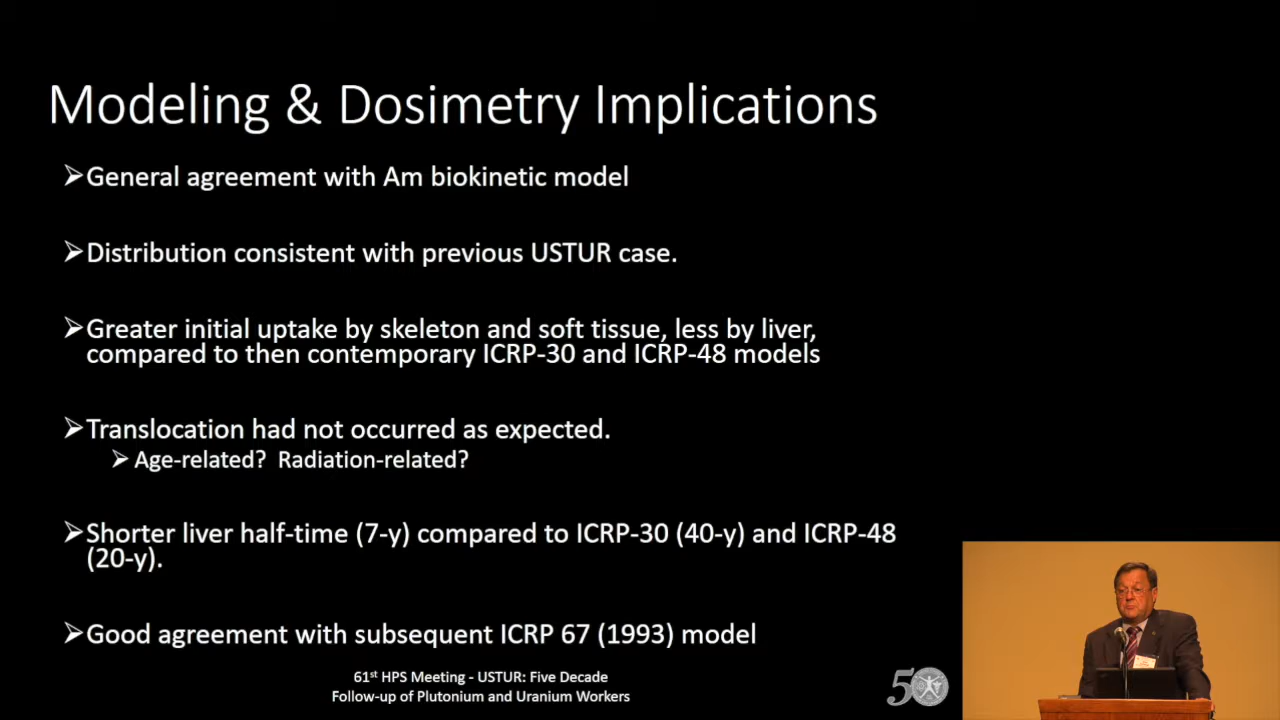 Modeling & Dosimetry Implications
➢General agreement with Am biokinetic model
➢Distribution consistent with previous USTUR case.
➢Greater initial uptake by skeleton and soft tissue, less by liver,
compared to then contemporary ICRP-30 and ICRP-48 models
➢Translocation had not occurred as expected.
➢Age-related? Radiation-related?
➢Shorter liver half-time (7-y) compared to ICRP-30 (40-y) and ICRP-48
(20-y).
➢Good agreement with subsequent ICRP 67 (1993) model
61st HPS Meeting - USTUR: Five Decade
Follow-up of Plutonium and Uranium Workers
50